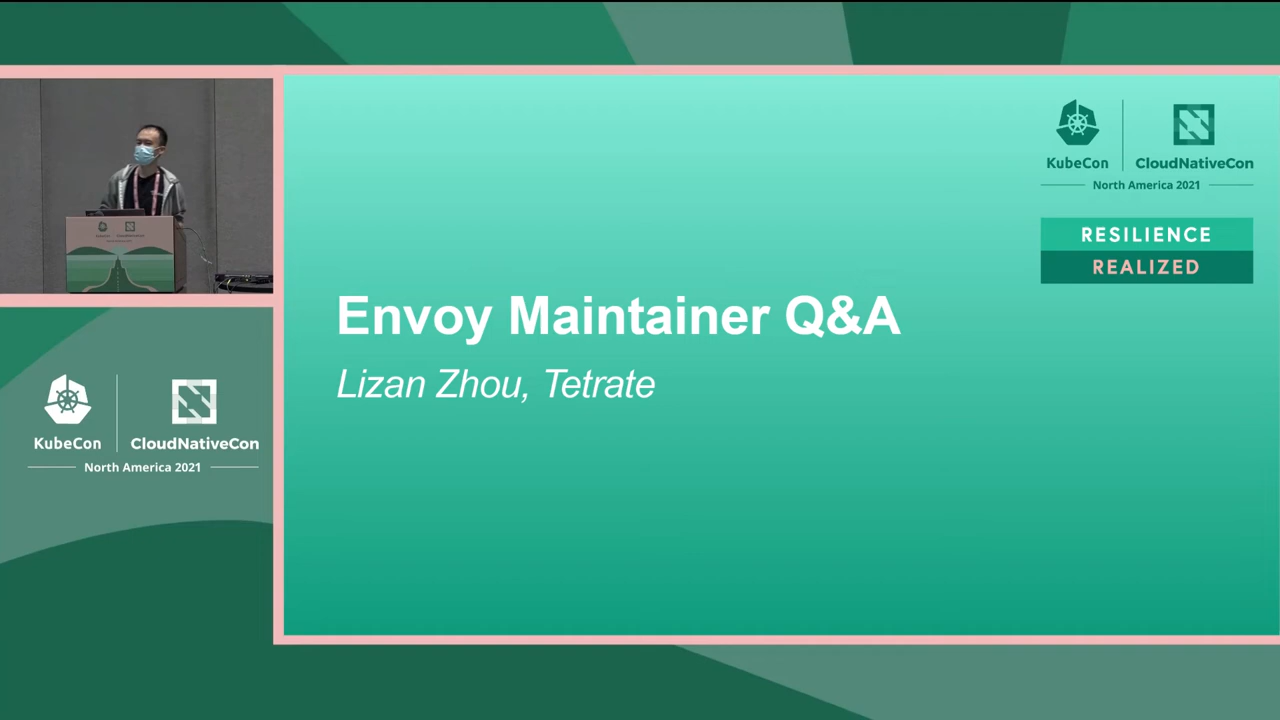 KubeCon
CloudNativeCon
North America 2021
RESILIENCE
REALIZED
Envoy Maintainer Q&A
Lizan Zhou, Tetrate
KubeCon
CloudNativeCon
North America 2021